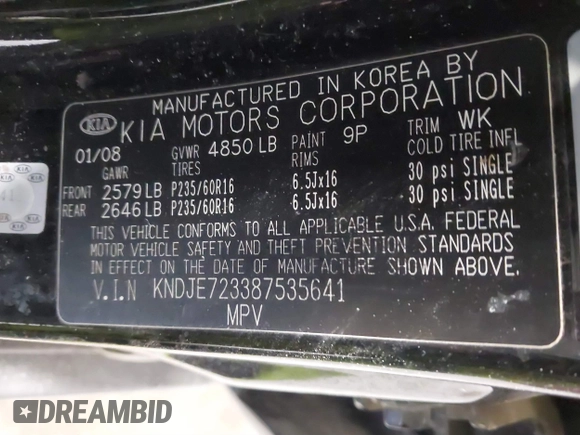 MANUFACTURED IN KOREA BY
KIA KIA MOTORS CORPORATION
01/08 GVWR 4850 LB PAINT 9P TRIM WK
GAWR TIRES RIMS COLD TIRE INFL
FRONT 2579 LB P235/60R16 6.5Jx16 30 psi SINGLE
REAR 2646 LB P235/60R16 6.5Jx16 30 psi SINGLE
THIS VEHICLE CONFORMS TO ALL APPLICABLE U.S.A. FEDERAL
MOTOR VEHICLE SAFETY AND THEFT PREVENTION STANDARDS
IN EFFECT ON THE DATE OF MANUFACTURE SHOWN ABOVE.
V.I.N KNDJE723387535641
MPV
DREAMBID